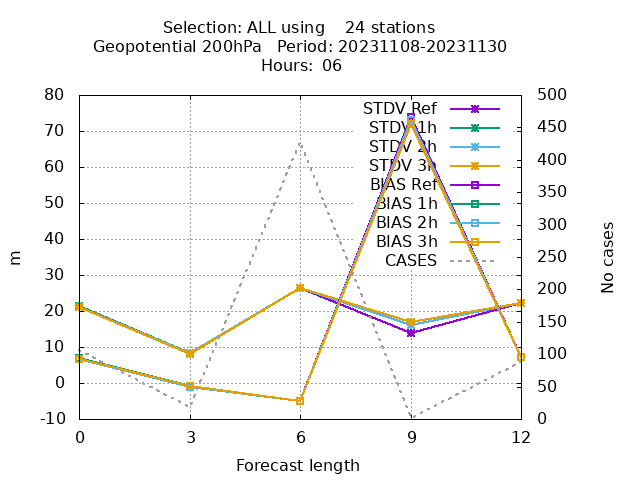 Selection: ALL using    24 stations
Geopotential 200hPa   Period: 20231108-20231130
Hours: 06
80
70
60
50
40
30
20
10
0
-10
m
500
450
400
350
300
250
200
150
100
50
0
No cases
STDV Ref
STDV 1h
STDV 2h
STDV 3h
BIAS Ref
BIAS 1h
BIAS 2h
BIAS 3h
CASES
0 3 6 9 12
Forecast length